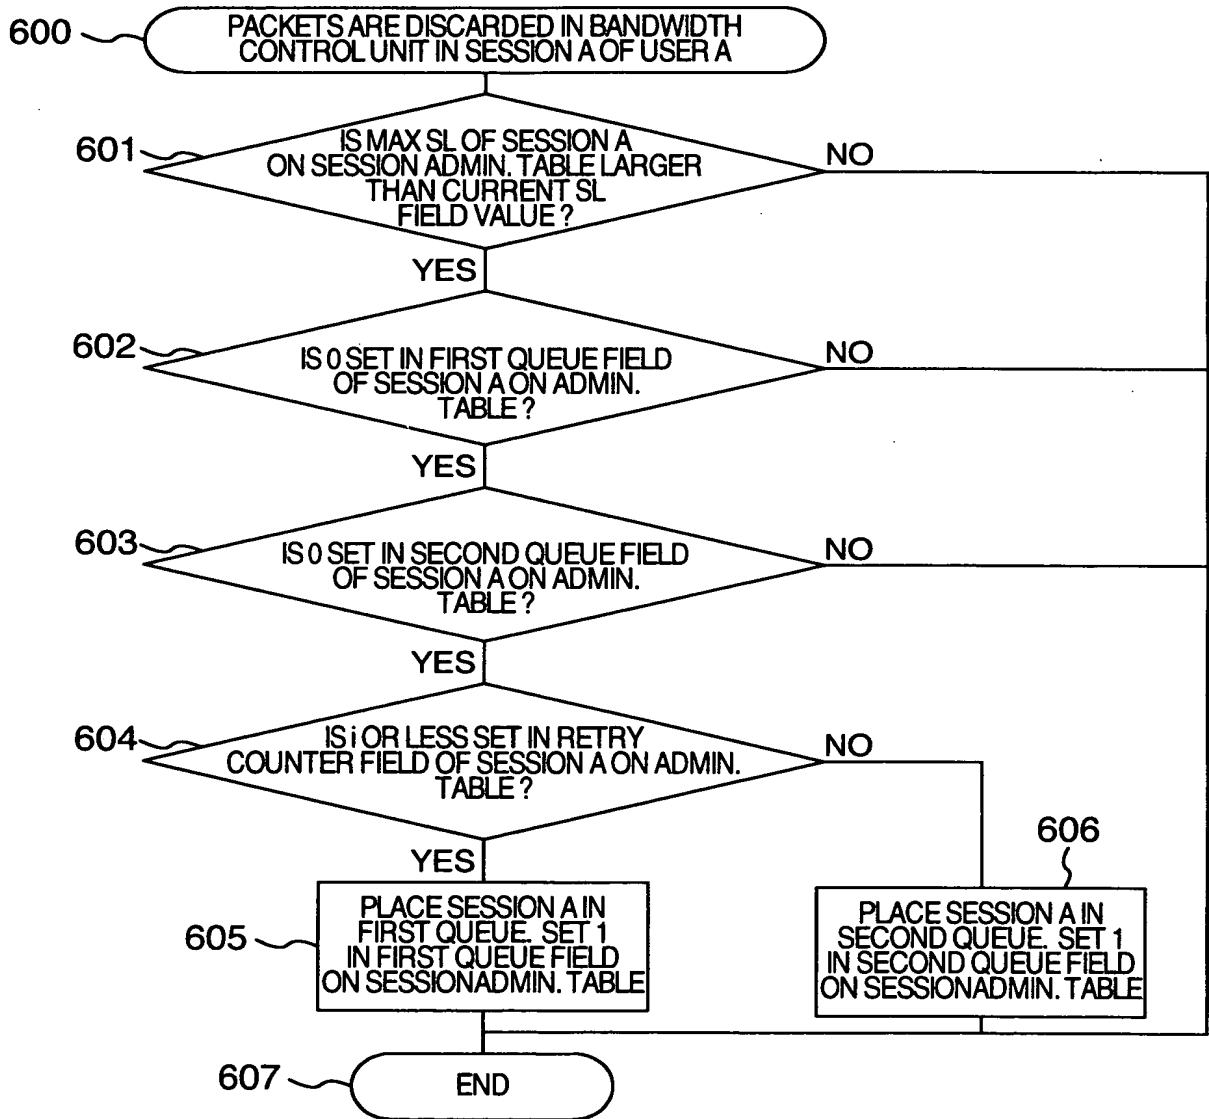 600
PACKETS ARE DISCARDED IN BANDWIDTH
CONTROL UNIT IN SESSION A OF USER A
601
IS MAX SL OF SESSION A
ON SESSION ADMIN. TABLE LARGER
THAN CURRENT SL
FIELD VALUE ?
NO
YES
602
IS 0 SET IN FIRST QUEUE FIELD
OF SESSION A ON ADMIN.
TABLE ?
NO
YES
603
IS 0 SET IN SECOND QUEUE FIELD
OF SESSION A ON ADMIN.
TABLE ?
NO
YES
604
IS i OR LESS SET IN RETRY
COUNTER FIELD OF SESSION A ON ADMIN.
TABLE ?
NO
YES
605
PLACE SESSION A IN
FIRST QUEUE. SET 1
IN FIRST QUEUE FIELD
ON SESSIONADMIN. TABLE
606
PLACE SESSION A IN
SECOND QUEUE. SET 1
IN SECOND QUEUE FIELD
ON SESSIONADMIN. TABLE
607
END